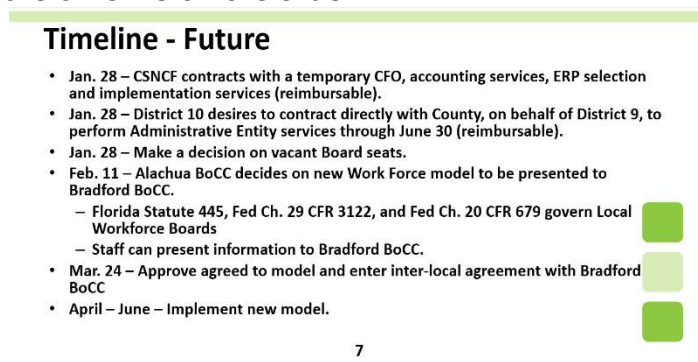 Timeline - Future
• Jan. 28 – CSNCF contracts with a temporary CFO, accounting services, ERP selection
and implementation services (reimbursable).
• Jan. 28 – District 10 desires to contract directly with County, on behalf of District 9, to
perform Administrative Entity services through June 30 (reimbursable).
• Jan. 28 – Make a decision on vacant Board seats.
• Feb. 11 – Alachua BoCC decides on new Work Force model to be presented to
Bradford BoCC.
– Florida Statute 445, Fed Ch. 29 CFR 3122, and Fed Ch. 20 CFR 679 govern Local
Workforce Boards
– Staff can present information to Bradford BoCC.
• Mar. 24 – Approve agreed to model and enter inter-local agreement with Bradford
BoCC
• April – June – Implement new model.
7